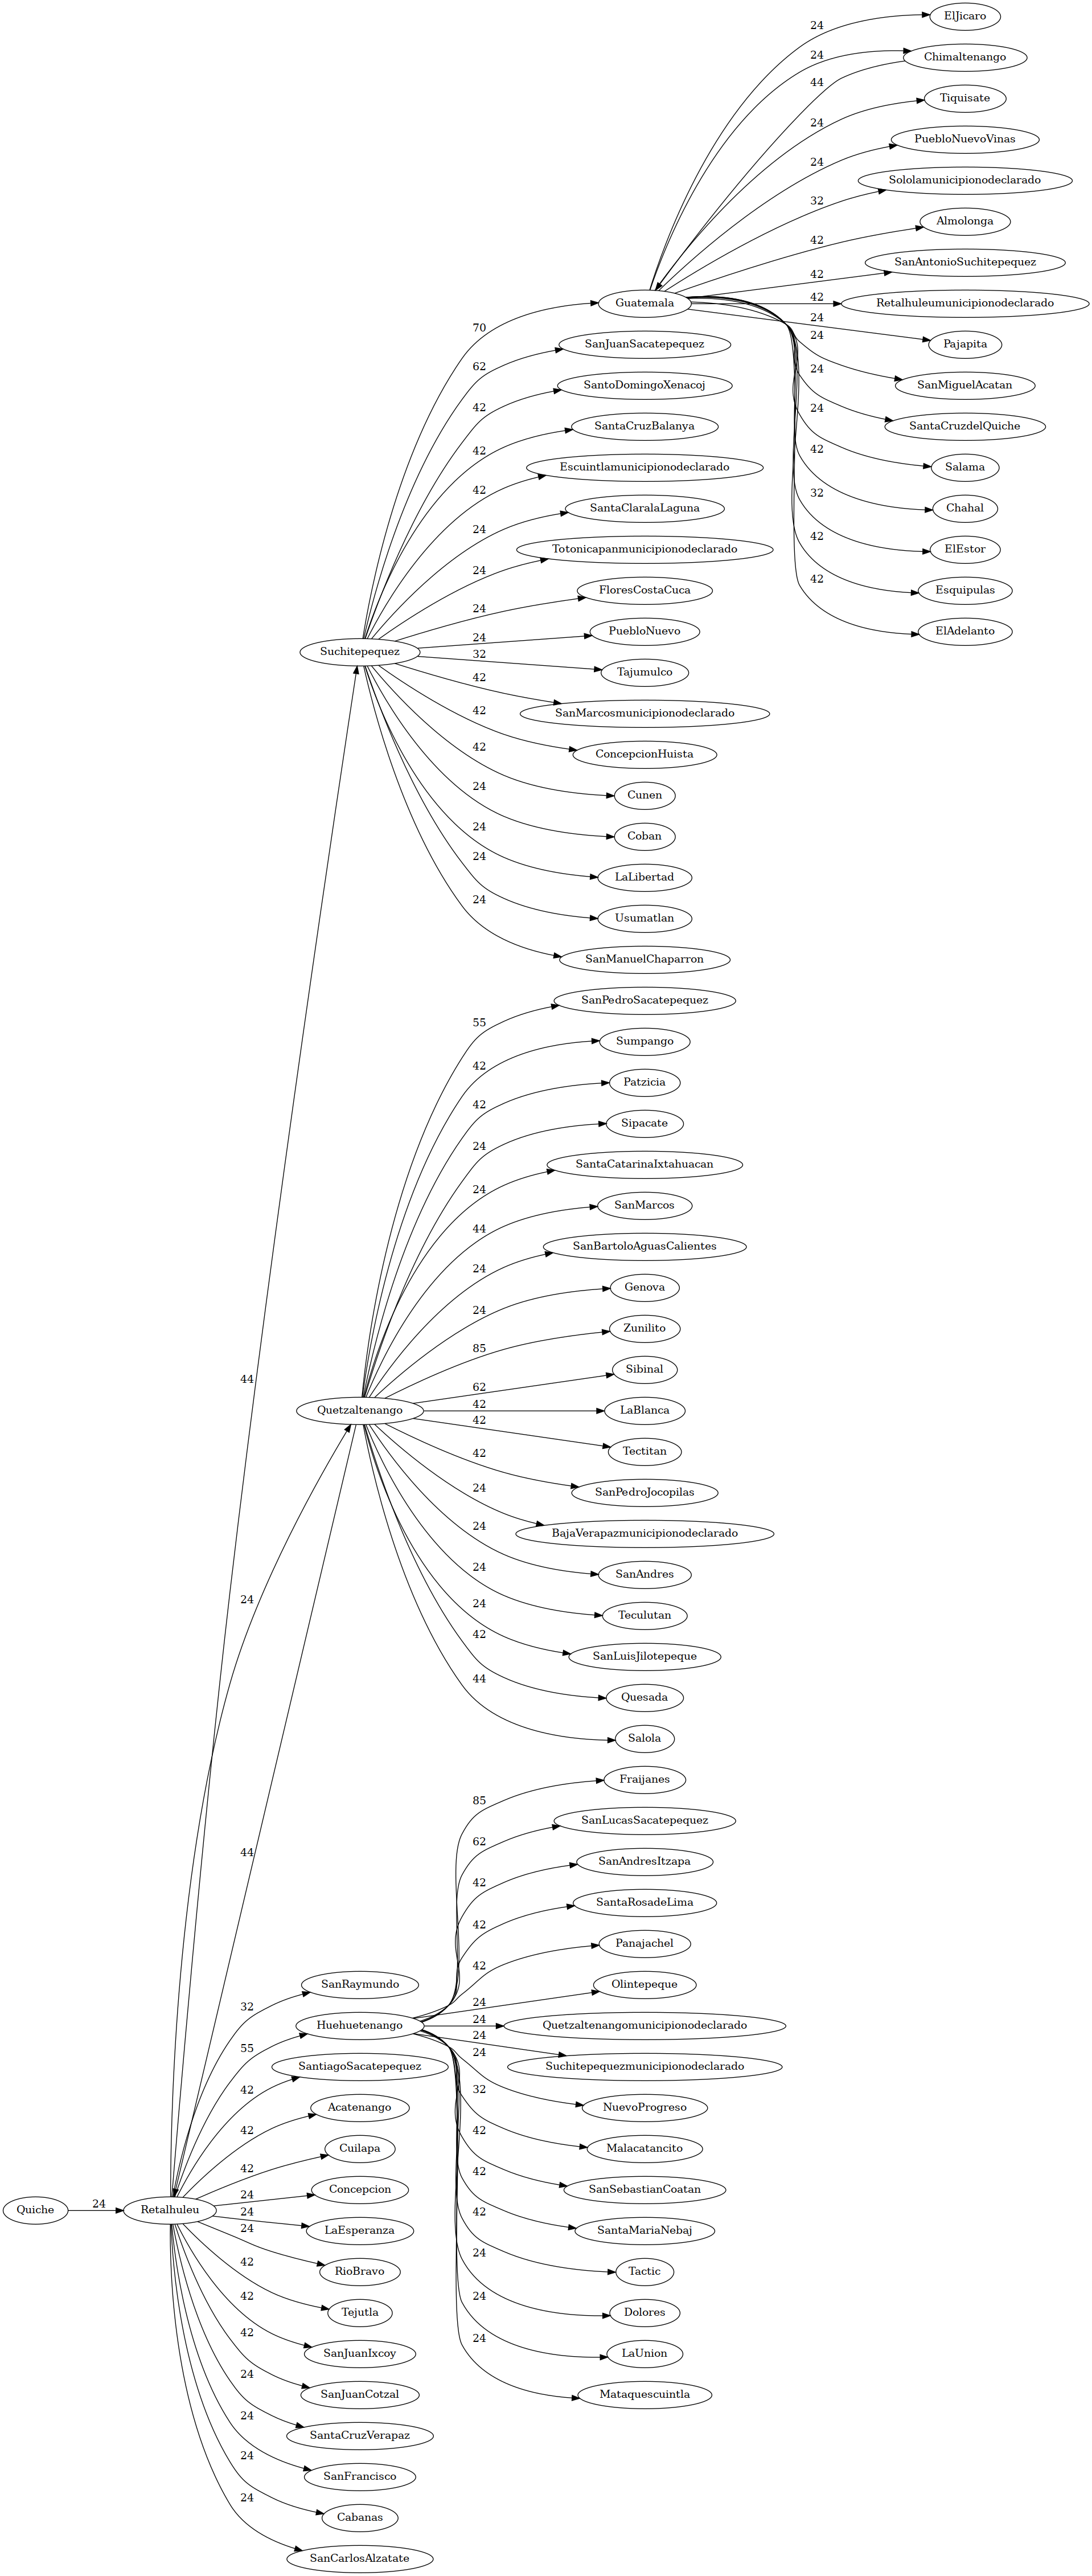 24
ElJicaro
24
Chimaltenango
44
24
Tiquisate
24
PuebloNuevoVinas
32
Sololamunicipionodeclarado
42
Almolonga
42
SanAntonioSuchitepequez
42
Retalhuleumunicipionodeclarado
Guatemala
24
Pajapita
24
SanMiguelAcatan
24
SantaCruzdelQuiche
24
Salama
42
Chahal
32
ElEstor
42
Esquipulas
42
ElAdelanto
70
62
SanJuanSacatepequez
42
SantoDomingoXenacoj
42
SantaCruzBalanya
42
Escuintlamunicipionodeclarado
24
SantaClaralaLaguna
24
Totonicapanmunicipionodeclarado
24
FloresCostaCuca
24
PuebloNuevo
Suchitepequez
32
Tajumulco
42
SanMarcosmunicipionodeclarado
42
ConcepcionHuista
42
Cunen
24
Coban
24
LaLibertad
24
Usumatlan
24
SanManuelChaparron
55
SanPedroSacatepequez
42
Sumpango
42
Patzicia
24
Sipacate
24
SantaCatarinaIxtahuacan
44
SanMarcos
24
SanBartoloAguasCalientes
24
Genova
85
Zunilito
62
Sibinal
44
Quetzaltenango
42
LaBlanca
42
Tectitan
42
SanPedroJocopilas
24
BajaVerapazmunicipionodeclarado
24
SanAndres
24
24
Teculutan
24
SanLuisJilotepeque
42
Quesada
44
Salola
44
85
Fraijanes
62
SanLucasSacatepequez
42
SanAndresItzapa
42
SantaRosadeLima
42
Panajachel
32
SanRaymundo
24
Olintepeque
55
Huehuetenango
24
Quetzaltenangomunicipionodeclarado
42
SantiagoSacatepequez
24
Suchitepequezmunicipionodeclarado
42
Acatenango
24
NuevoProgreso
42
Cuilapa
32
Malacatancito
24
Concepcion
42
SanSebastianCoatan
Quiche
24
Retalhuleu
24
LaEsperanza
42
SantaMariaNebaj
24
RioBravo
42
Tactic
42
Tejutla
24
Dolores
42
SanJuanIxcoy
24
LaUnion
42
SanJuanCotzal
24
Mataquescuintla
24
SantaCruzVerapaz
24
SanFrancisco
24
Cabanas
24
SanCarlosAlzatate